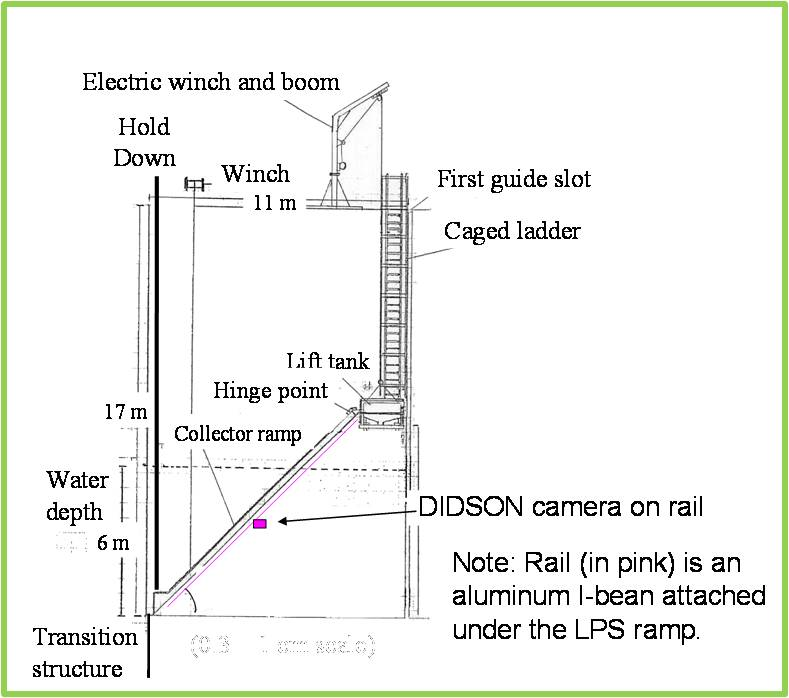 Electric winch and boom
Hold
Down
Winch
11 m
First guide slot
Caged ladder
Lift tank
Hinge point
17 m
Collector ramp
Water
depth
6 m
DIDSON camera on rail
Note: Rail (in pink) is an
aluminum I-bean attached
under the LPS ramp.
Transition
structure